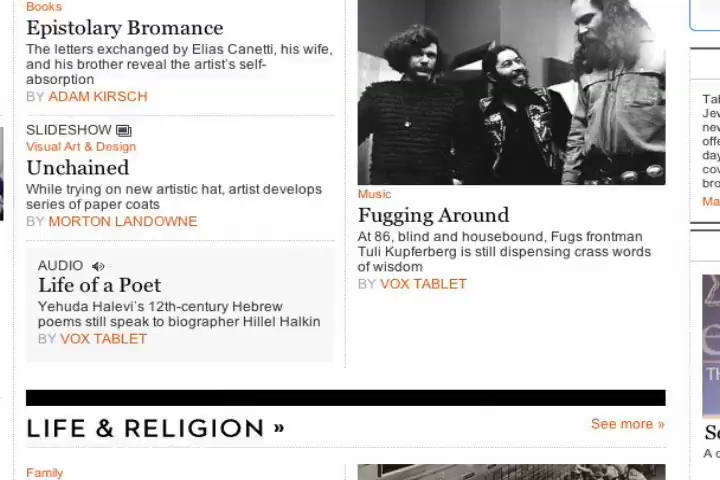 Books
Epistolary Bromance
The letters exchanged by Elias Canetti, his wife,
and his brother reveal the artist's self-
absorption
BY ADAM KIRSCH
SLIDESHOW
Visual Art & Design
Unchained
While trying on new artistic hat, artist develops
series of paper coats
BY MORTON LANDOWNE
AUDIO
Life of a Poet
Yehuda Halevi's 12th-century Hebrew
poems still speak to biographer Hillel Halkin
BY VOX TABLET
Music
Fugging Around
At 86, blind and housebound, Fugs frontman
Tuli Kupferberg is still dispensing crass words
of wisdom
BY VOX TABLET
LIFE & RELIGION »
See more »
Family